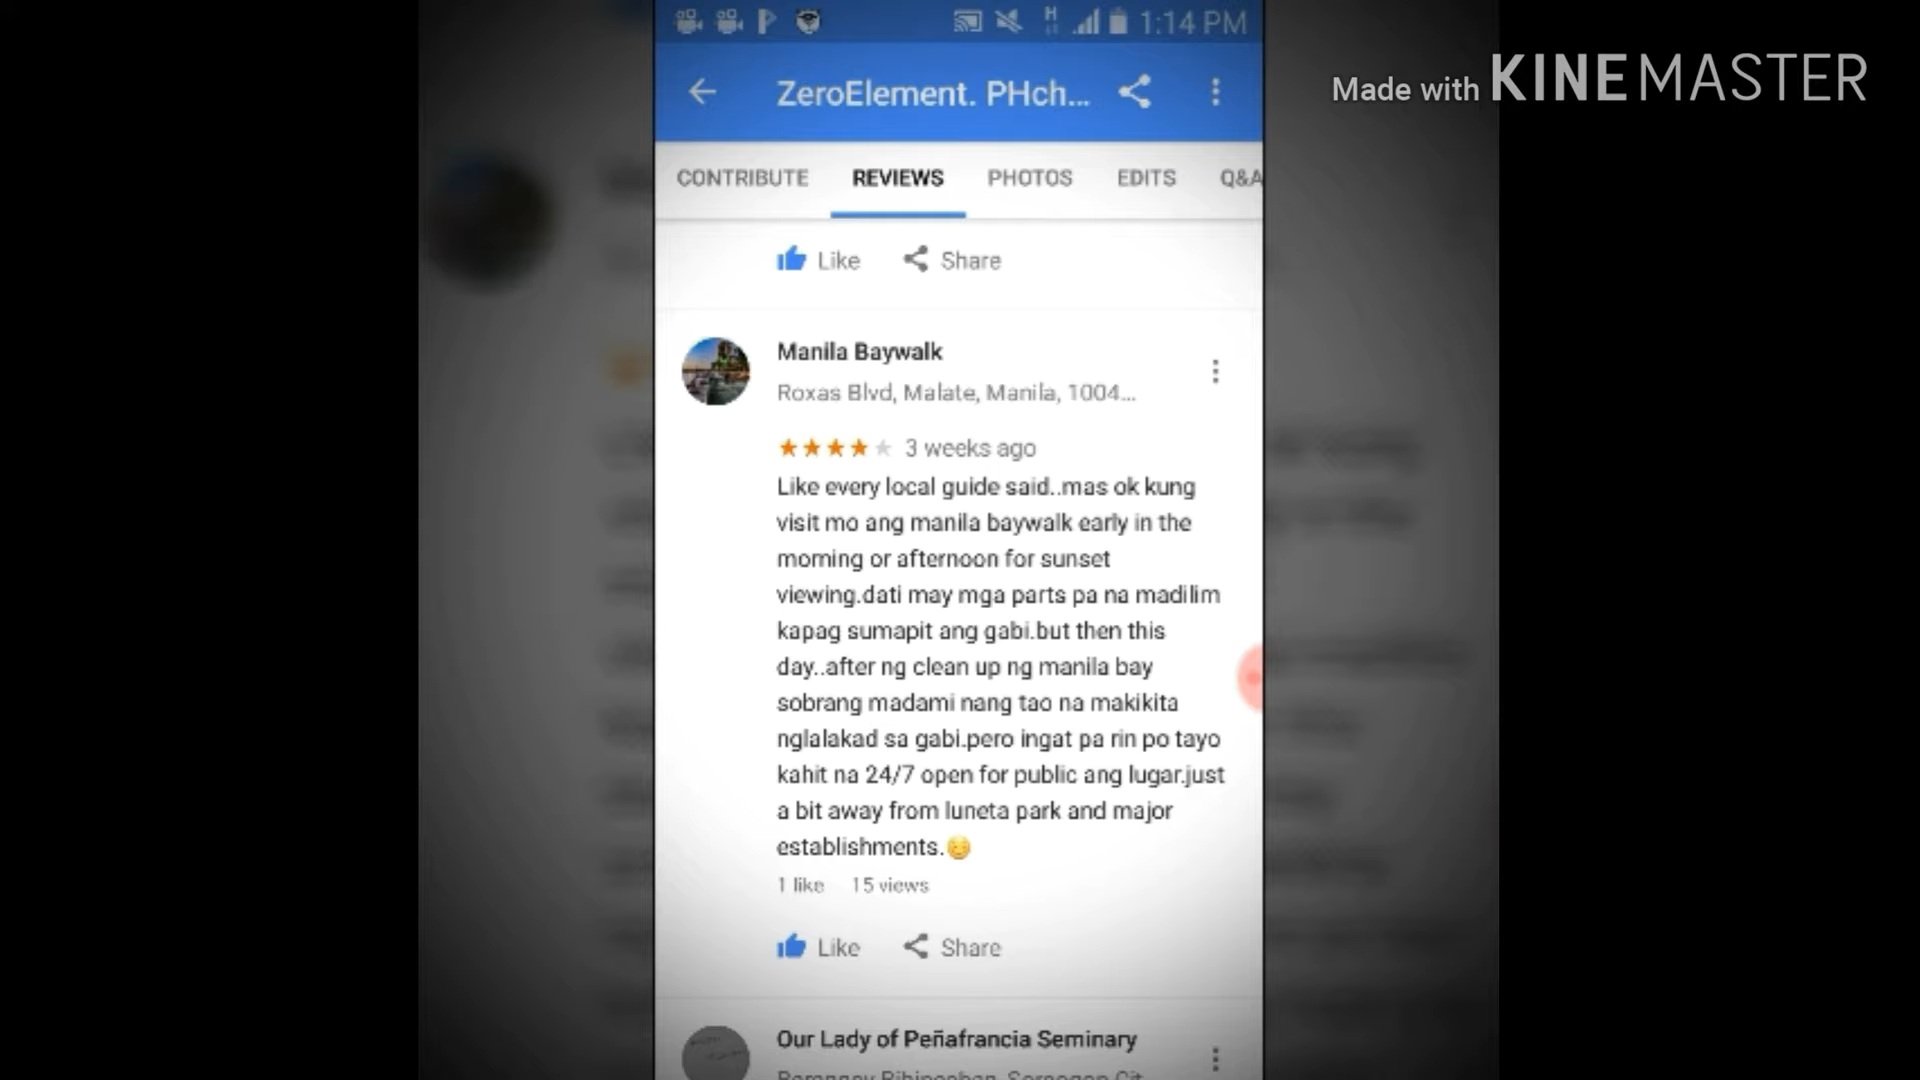 H 1:14 PM
Made with KINEMASTER
ZeroElement. PHch...
CONTRIBUTE REVIEWS PHOTOS EDITS Q&A
Like Share
Manila Baywalk
Roxas Blvd, Malate, Manila, 1004...
3 weeks ago
Like every local guide said..mas ok kung
visit mo ang manila baywalk early in the
morning or afternoon for sunset
viewing.dati may mga parts pa na madilim
kapag sumapit ang gabi.but then this
day..after ng clean up ng manila bay
sobrang madami nang tao na makikita
nglalakad sa gabi.pero ingat pa rin po tayo
kahit na 24/7 open for public ang lugar.just
a bit away from luneta park and major
establishments.😊
1 like 15 views
Like Share
Our Lady of Peñafrancia Seminary